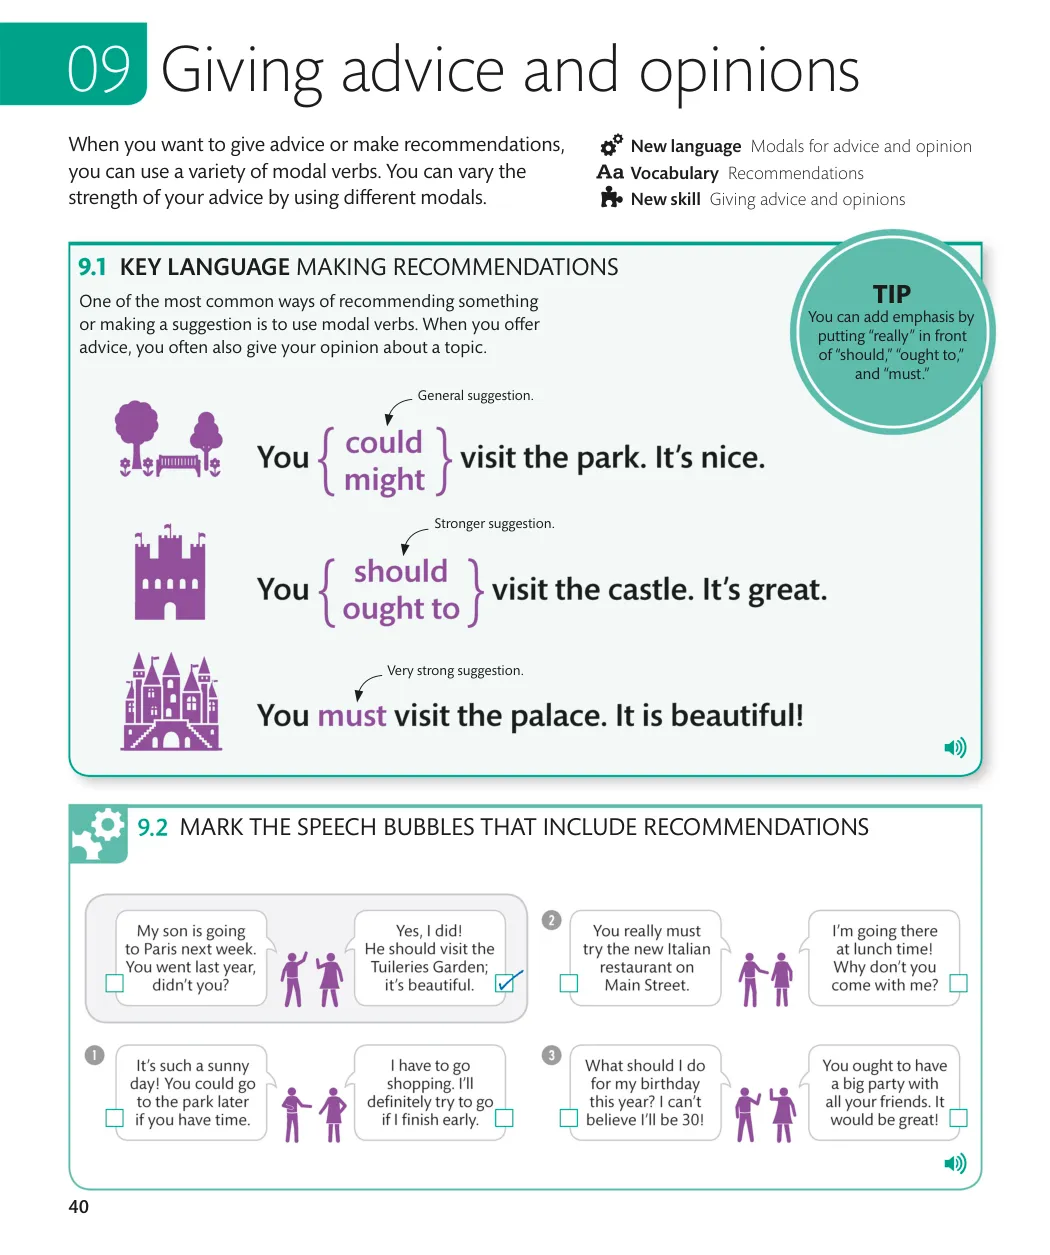 09 Giving advice and opinions
When you want to give advice or make recommendations,
you can use a variety of modal verbs. You can vary the
strength of your advice by using different modals.
New language Modals for advice and opinion
Aa Vocabulary Recommendations
New skill Giving advice and opinions
9.1 KEY LANGUAGE MAKING RECOMMENDATIONS
One of the most common ways of recommending something
or making a suggestion is to use modal verbs. When you offer
advice, you often also give your opinion about a topic.
TIP
You can add emphasis by
putting “really” in front
of “should,” “ought to,”
and “must.”
General suggestion.
You { could might } visit the park. It’s nice.
Stronger suggestion.
You { should ought to } visit the castle. It’s great.
Very strong suggestion.
You must visit the palace. It is beautiful!
9.2 MARK THE SPEECH BUBBLES THAT INCLUDE RECOMMENDATIONS
My son is going
to Paris next week.
You went last year,
didn’t you?
Yes, I did!
He should visit the
Tuileries Garden;
it’s beautiful.
1
It’s such a sunny
day! You could go
to the park later
if you have time.
I have to go
shopping. I’ll
definitely try to go
if I finish early.
2
You really must
try the new Italian
restaurant on
Main Street.
I’m going there
at lunch time!
Why don’t you
come with me?
3
What should I do
for my birthday
this year? I can’t
believe I’ll be 30!
You ought to have
a big party with
all your friends. It
would be great!
40